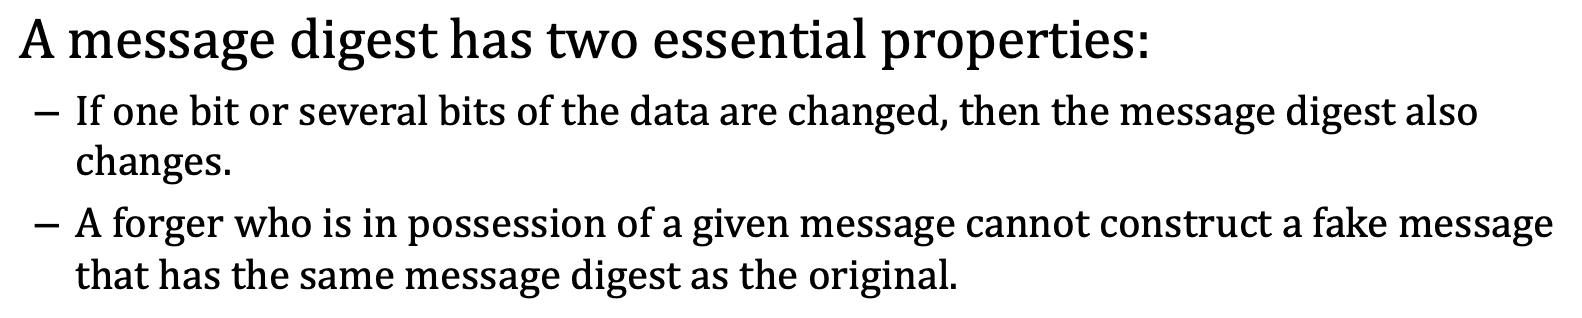 A message digest has two essential properties:
– If one bit or several bits of the data are changed, then the message digest also
changes.
– A forger who is in possession of a given message cannot construct a fake message
that has the same message digest as the original.